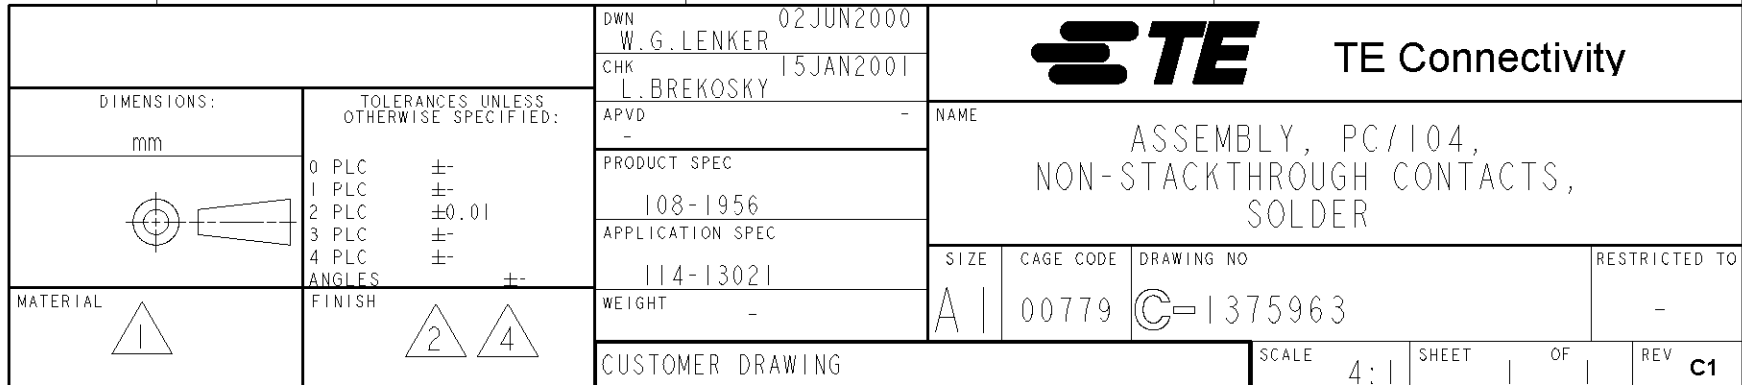 DIMENSIONS:
mm
TOLERANCES UNLESS
OTHERWISE SPECIFIED:
0 PLC ±-
1 PLC ±-
2 PLC ±0.01
3 PLC ±-
4 PLC ±-
ANGLES ±-
MATERIAL
1
FINISH
2 4
DWN 02JUN2000
W.G.LENKER
CHK 15JAN2001
L.BREKOSKY
APVD -
-
PRODUCT SPEC
108-1956
APPLICATION SPEC
114-13021
WEIGHT
-
CUSTOMER DRAWING
TE TE Connectivity
NAME
ASSEMBLY, PC/104,
NON-STACKTHROUGH CONTACTS,
SOLDER
SIZE
A1
CAGE CODE
00779
DRAWING NO
C-1375963
RESTRICTED TO
-
SCALE 4:1
SHEET 1 OF 1
REV C1